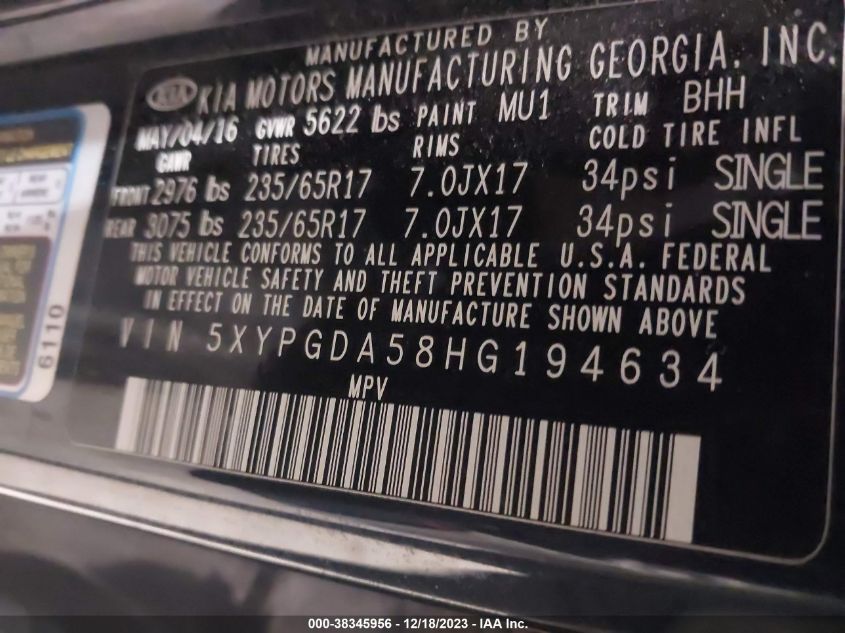 MANUFACTURED BY
KIA KIA MOTORS MANUFACTURING GEORGIA, INC.
MAY/04/16 GVWR 5622 lbs PAINT MU1 TRIM BHH
GAWR TIRES RIMS COLD TIRE INFL
FRONT 2976 lbs 235/65R17 7.0JX17 34psi SINGLE
REAR 3075 lbs 235/65R17 7.0JX17 34psi SINGLE
THIS VEHICLE CONFORMS TO ALL APPLICABLE U.S.A. FEDERAL
MOTOR VEHICLE SAFETY AND THEFT PREVENTION STANDARDS
IN EFFECT ON THE DATE OF MANUFACTURE SHOWN ABOVE
VIN 5XYPGDA58HG194634
MPV
6110
000-38345956 - 12/18/2023 - IAA Inc.